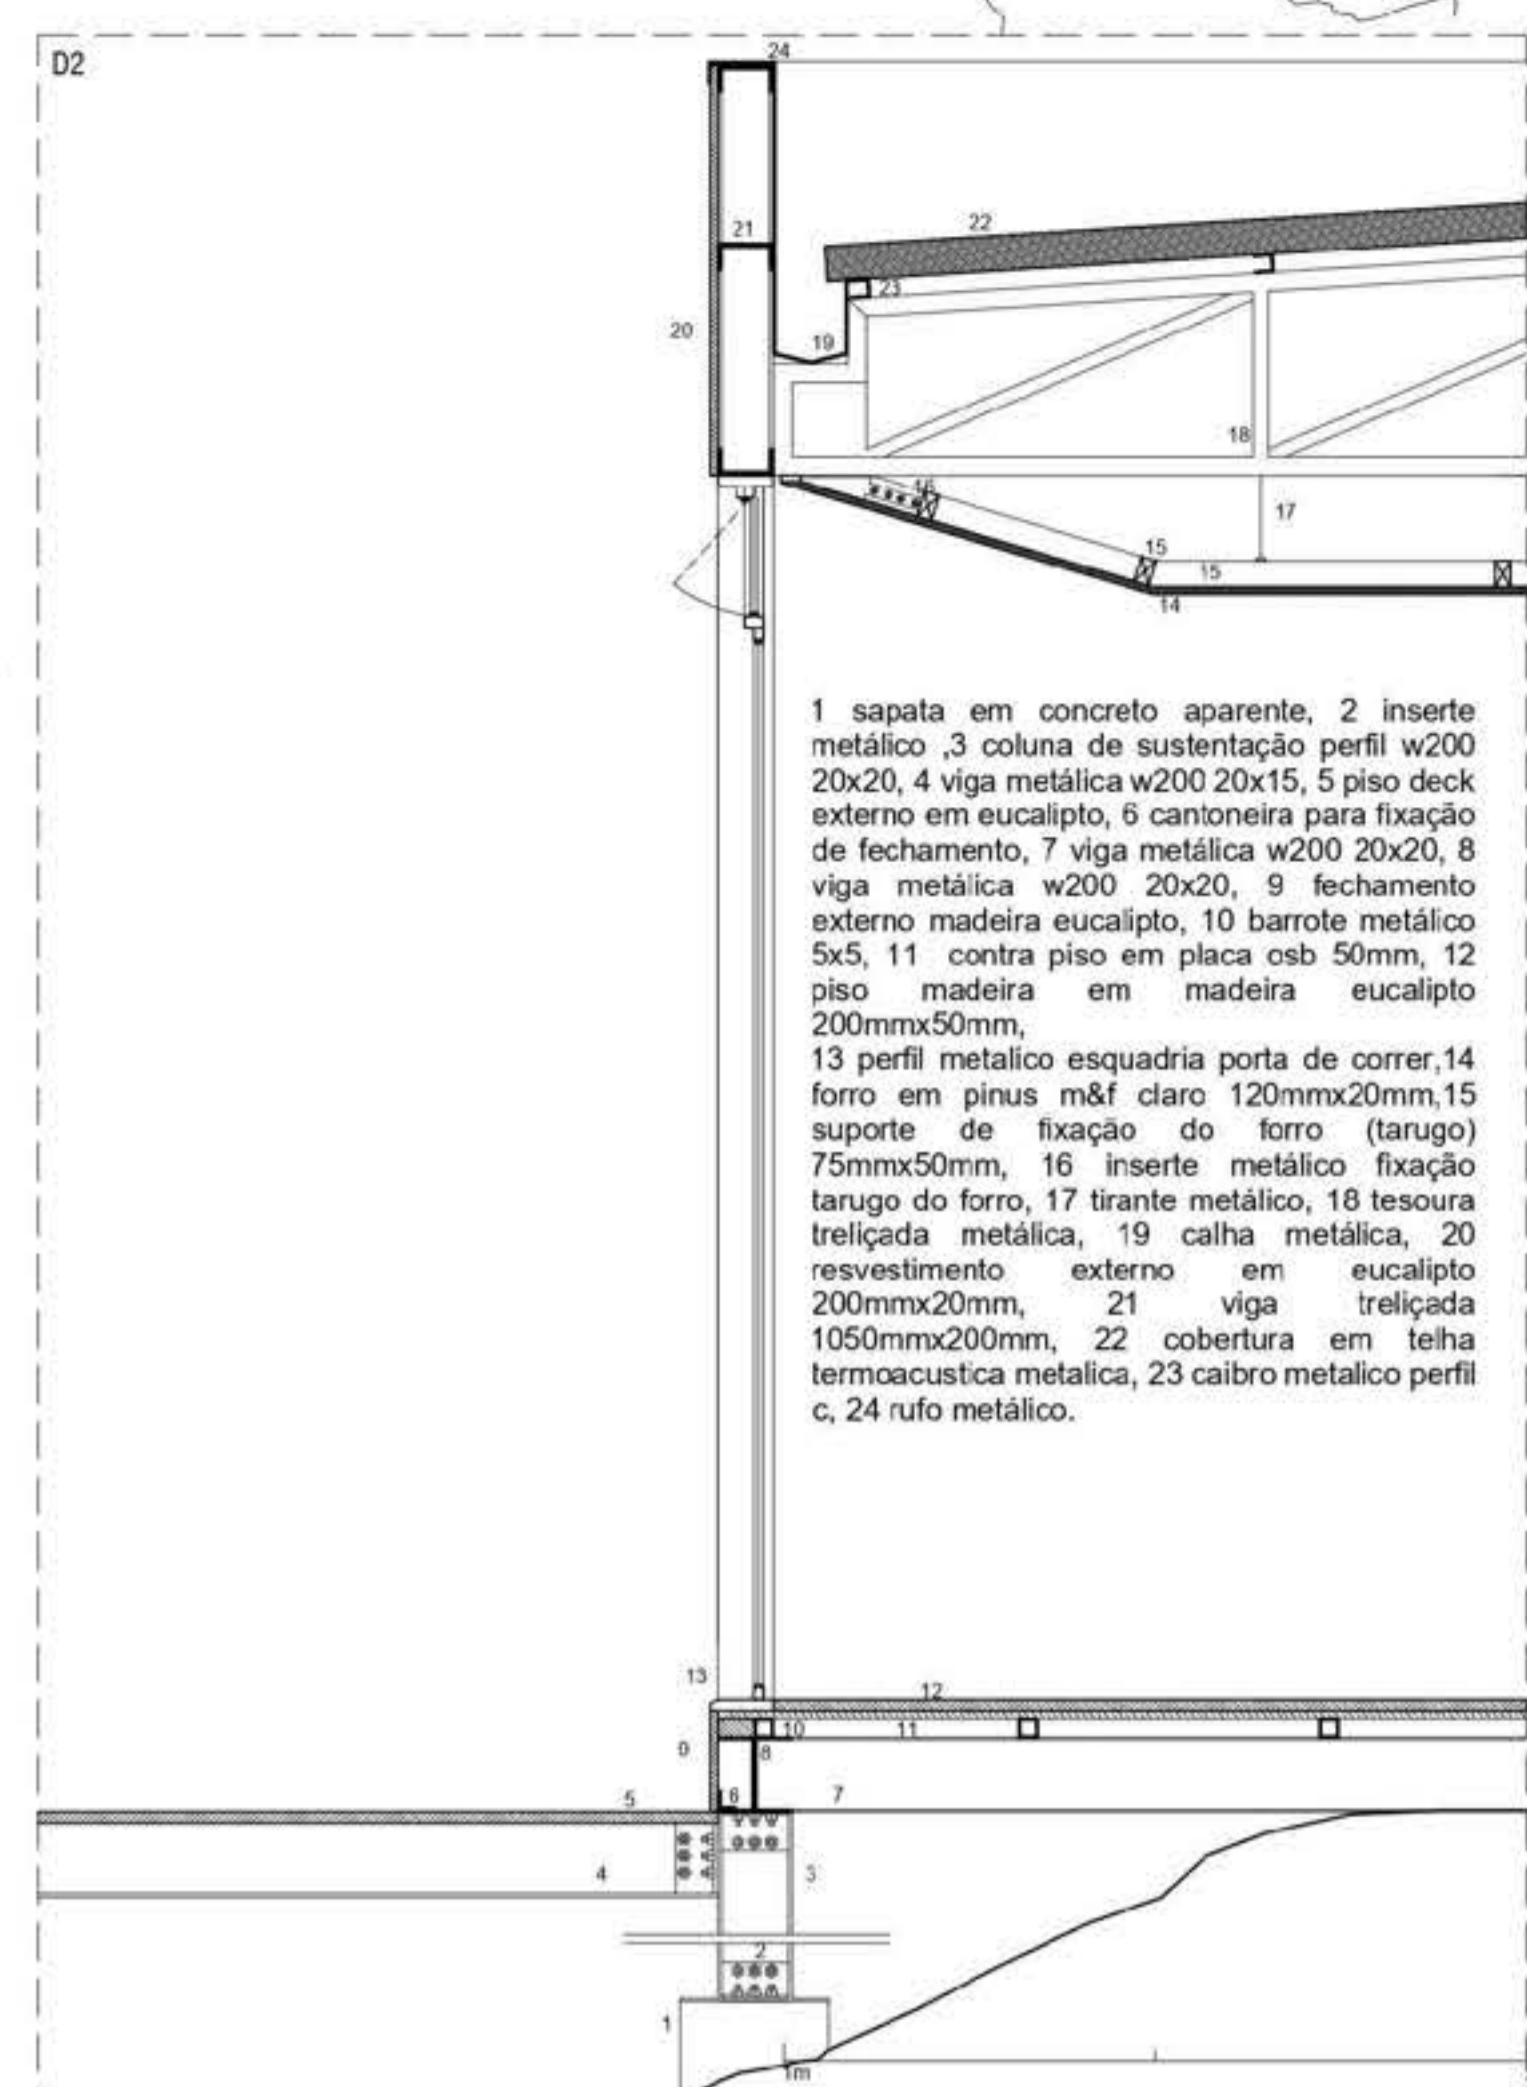 D2
24
21
22
23
20
19
18
16
17
15
15
14
1 sapata em concreto aparente, 2 inserte
metálico ,3 coluna de sustentação perfil w200
20x20, 4 viga metálica w200 20x15, 5 piso deck
externo em eucalipto, 6 cantoneira para fixação
de fechamento, 7 viga metálica w200 20x20, 8
viga metálica w200 20x20, 9 fechamento
externo madeira eucalipto, 10 barrote metálico
5x5, 11 contra piso em placa osb 50mm, 12
piso madeira em madeira eucalipto
200mmx50mm,
13 perfil metalico esquadria porta de correr,14
forro em pinus m&f claro 120mmx20mm,15
suporte de fixação do forro (tarugo)
75mmx50mm, 16 inserte metálico fixação
tarugo do forro, 17 tirante metálico, 18 tesoura
treliçada metálica, 19 calha metálica, 20
resvestimento externo em eucalipto
200mmx20mm, 21 viga treliçada
1050mmx200mm, 22 cobertura em telha
termoacustica metalica, 23 caibro metalico perfil
c, 24 rufo metálico.
13
12
10
11
9
8
6
7
5
4
3
2
1
1m